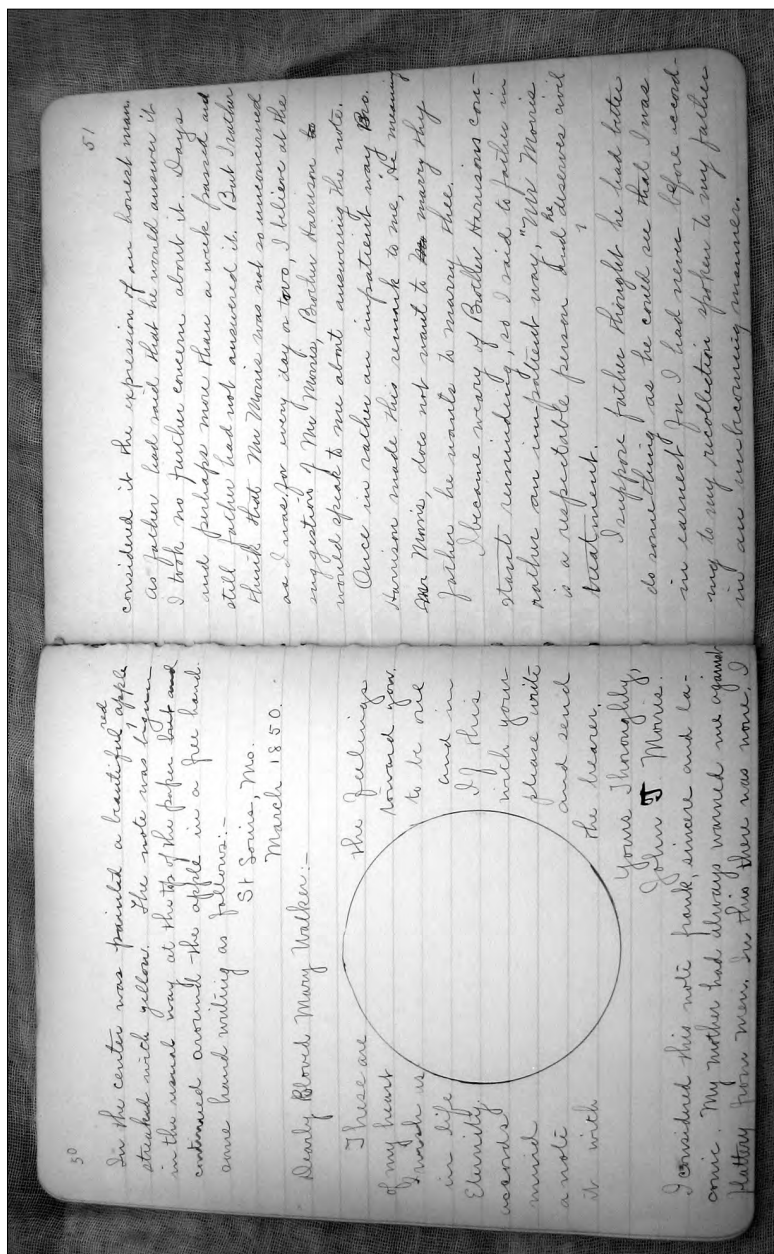 50
In the center was painted a beautiful red apple
streaked with yellow. The note was begun
in the usual way at the top of the paper but and
continued around the apple in a free hand
some hand writing as follows:-
St Louis, Mo.
March 1850.
Dearly Beloved Mary Walker:-
These are the feelings
of my heart toward you.
I wish us to be one
in life and in
Eternity. If this
accords with your
mind please write
a note and send
it with the bearer.
Yours Thoroughly,
John T Morris.
I considered this note frank, sincere and la-
conic. My mother had always warned me against
flattery from men. In this there was none. I
51
considered it the expression of an honest man.
as father had said that he would answer it
I took no further concern about it. Days
and perhaps more than a week passed and
still father had not answered it. But I rather
think that Mr Morris was not so unconcerned
as I was for every day or two, I believe at the
suggestion of Mr Morris, Brother Harrison to
would speak to me about answering the note.
Once in rather an impatient way Bro.
Harrison made this remark to me, He meaning
Mr Morris, does not want to marry thy
father he wants to marry thee.
I became weary of Brother Harrisons con-
stant reminding, so I said to father in
rather an impatient way, "Mr Morris
is a respectable person and he deserves civil
treatment.
I suppose father thought he had better
do something as he could see that I was
in earnest for I had never before accord-
ing to my recollection spoken to my father
in an unbecoming manner.